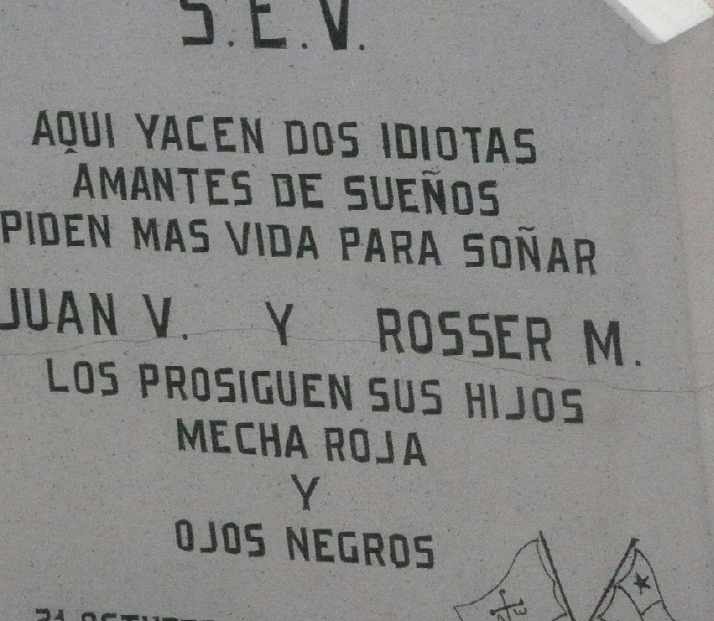 S.E.V.
AQUI YACEN DOS IDIOTAS
AMANTES DE SUEÑOS
PIDEN MAS VIDA PARA SOÑAR
JUAN V. Y ROSSER M.
LOS PROSIGUEN SUS HIJOS
MECHA ROJA
Y
OJOS NEGROS